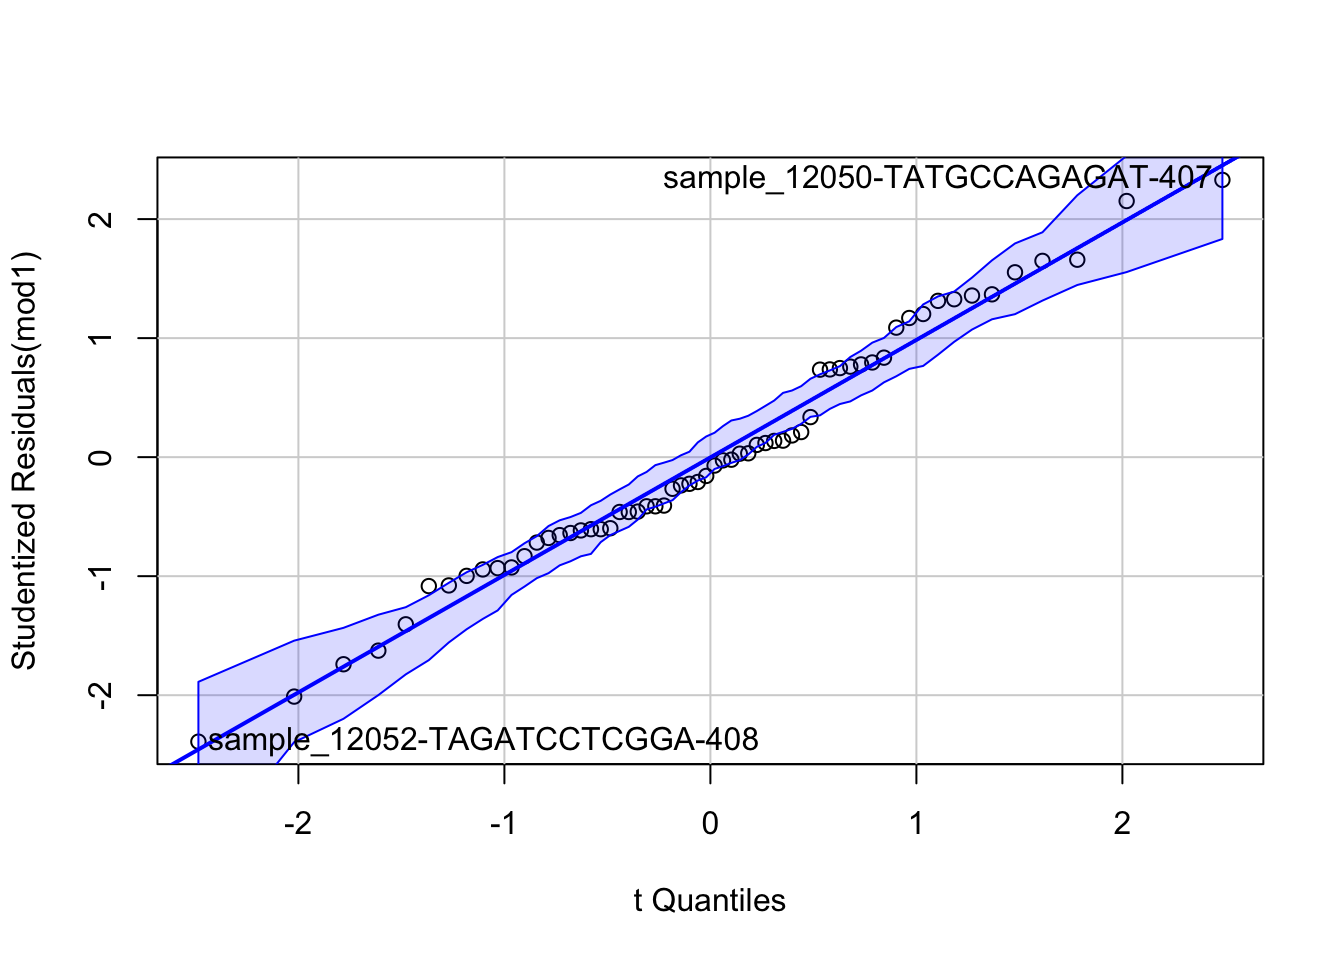 sample_12050-TATGCCAGAGAT-407
Studentized Residuals(mod1)
2
1
0
-1
-2
sample_12052-TAGATCCTCGGA-408
-2 -1 0 1 2
t Quantiles